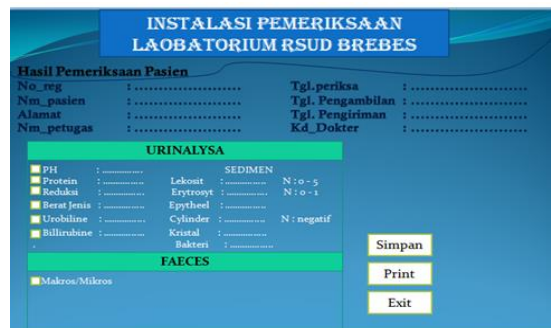 INSTALASI PEMERIKSAAN
LAOBATORIUM RSUD BREBES
Hasil Pemeriksaan Pasien
No_reg : ...................... Tgl.periksa : ........................
Nm_pasien : ...................... Tgl. Pengambilan : ........................
Alamat : ...................... Tgl. Pengiriman : ........................
Nm_petugas : ...................... Kd_Dokter : ........................
URINALYSA
PH : ............... SEDIMEN
Protein : ............... Lekosit : ............... N : 0 - 5
Reduksi : ............... Erytrosyt : ............... N : 0 - 1
Berat Jenis : ............... Epytheel : ...............
Urobiline : ............... Cylinder : ............... N : negatif
Billirubine : ............... Kristal : ...............
. Bakteri : ...............
FAECES
Makros/Mikros
Simpan
Print
Exit